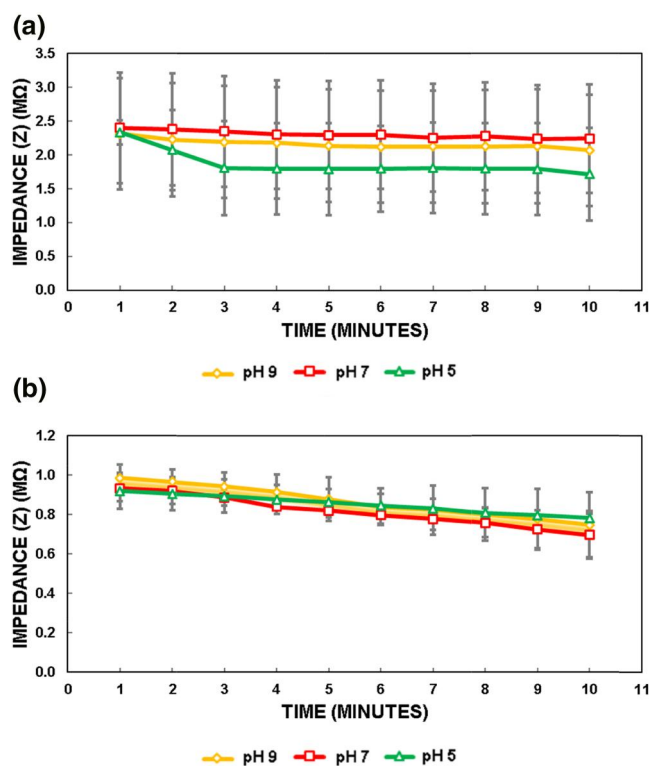 (a)
3.5
3.0
2.5
2.0
1.5
1.0
0.5
0.0
IMPEDANCE (Z) (MΩ)
0 1 2 3 4 5 6 7 8 9 10 11
TIME (MINUTES)
pH 9 pH 7 pH 5
(b)
1.2
1.0
0.8
0.6
0.4
0.2
0.0
IMPEDANCE (Z) (MΩ)
0 1 2 3 4 5 6 7 8 9 10 11
TIME (MINUTES)
pH 9 pH 7 pH 5